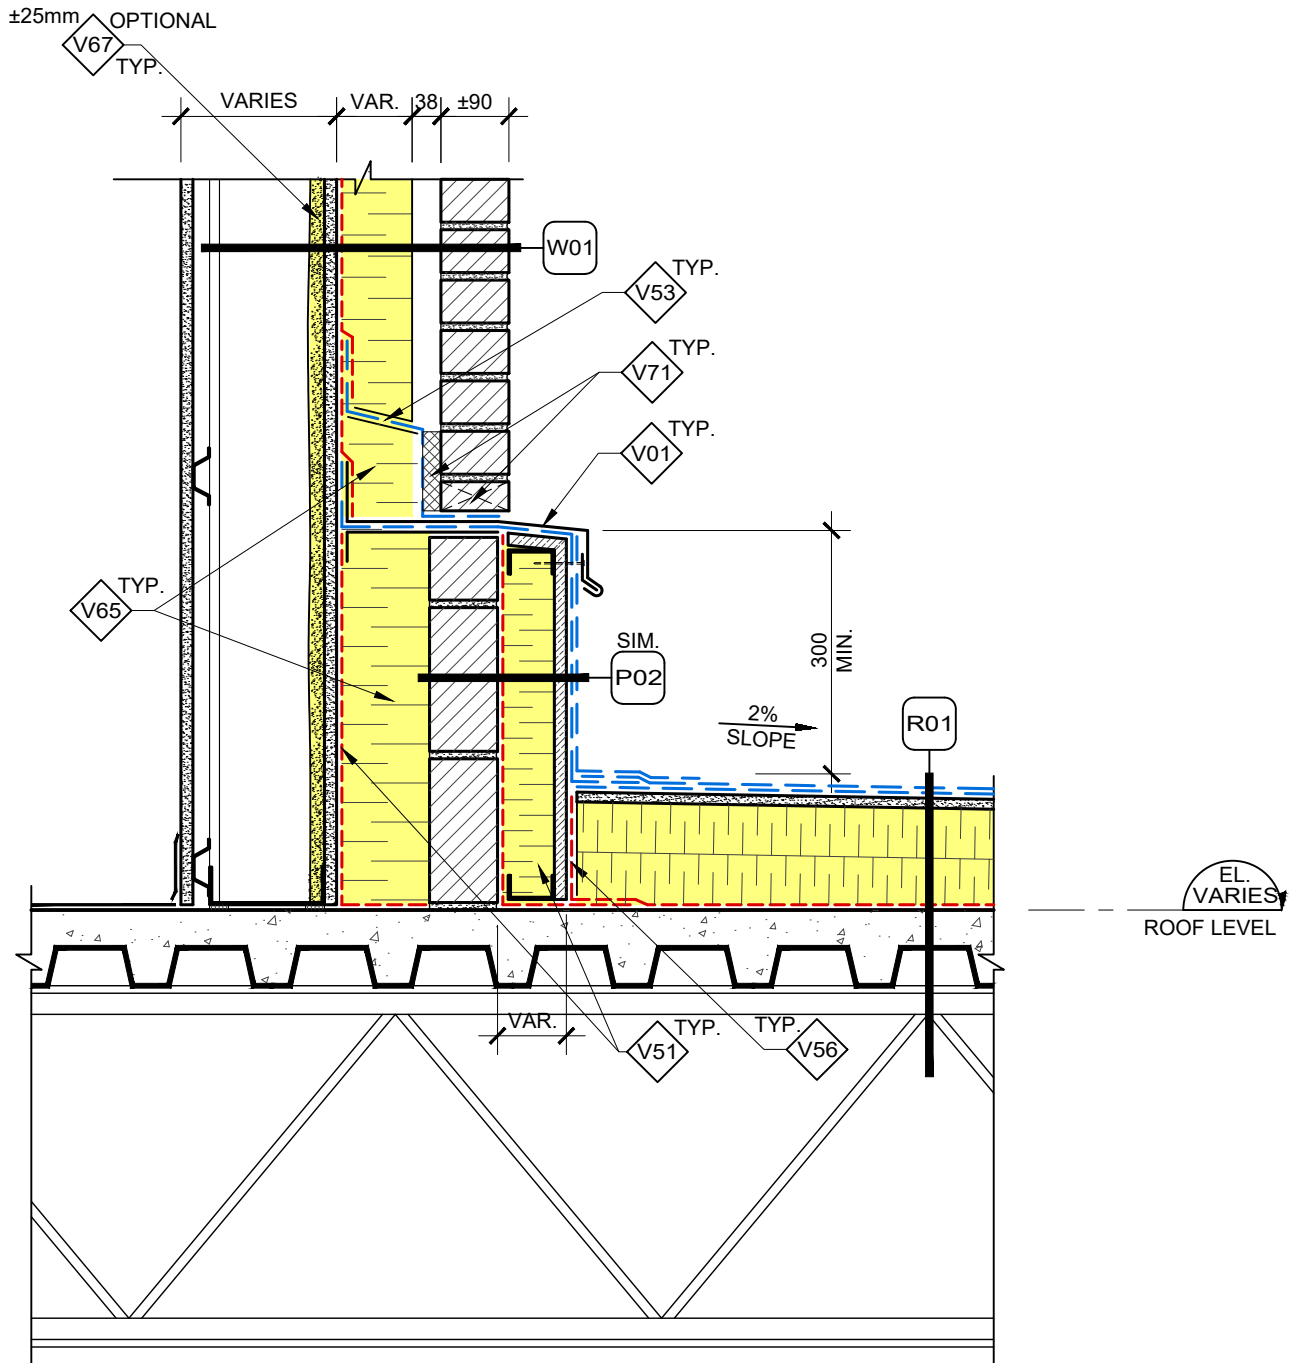 ±25mm OPTIONAL
V67
TYP.
VARIES
VAR.
38
±90
W01
TYP.
V53
TYP.
V71
TYP.
V01
TYP.
V65
SIM.
P02
300
MIN.
2%
SLOPE
R01
EL.
VARIES
ROOF LEVEL
VAR.
TYP.
V51
TYP.
V56